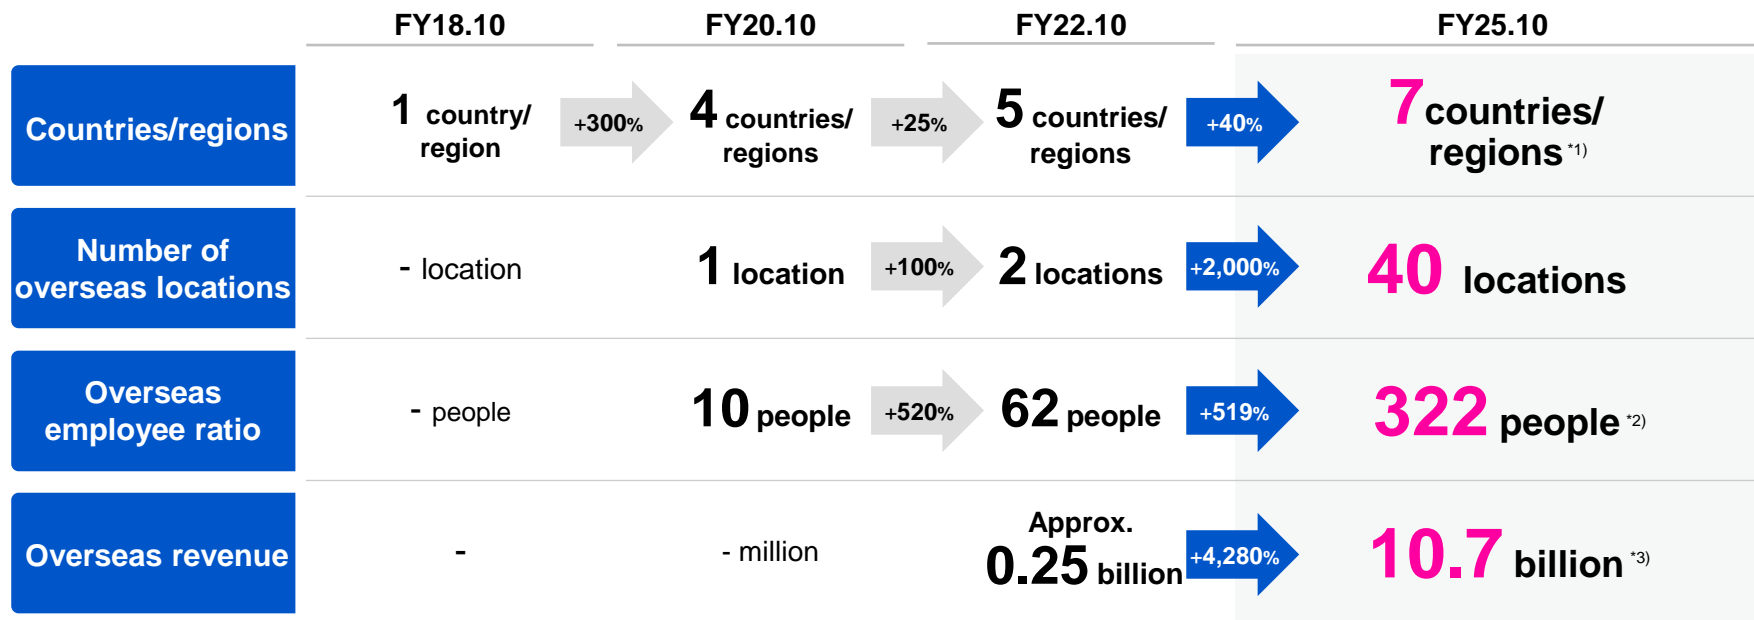 FY18.10 FY20.10 FY22.10 FY25.10
Countries/regions
1 country/
region
+300%
4 countries/
regions
+25%
5 countries/
regions
+40%
7 countries/
regions *1)
Number of
overseas locations
- location
1 location
+100%
2 locations
+2,000%
40 locations
Overseas
employee ratio
- people
10 people
+520%
62 people
+519%
322 people *2)
Overseas revenue
-
- million
Approx.
0.25 billion
+4,280%
10.7 billion *3)